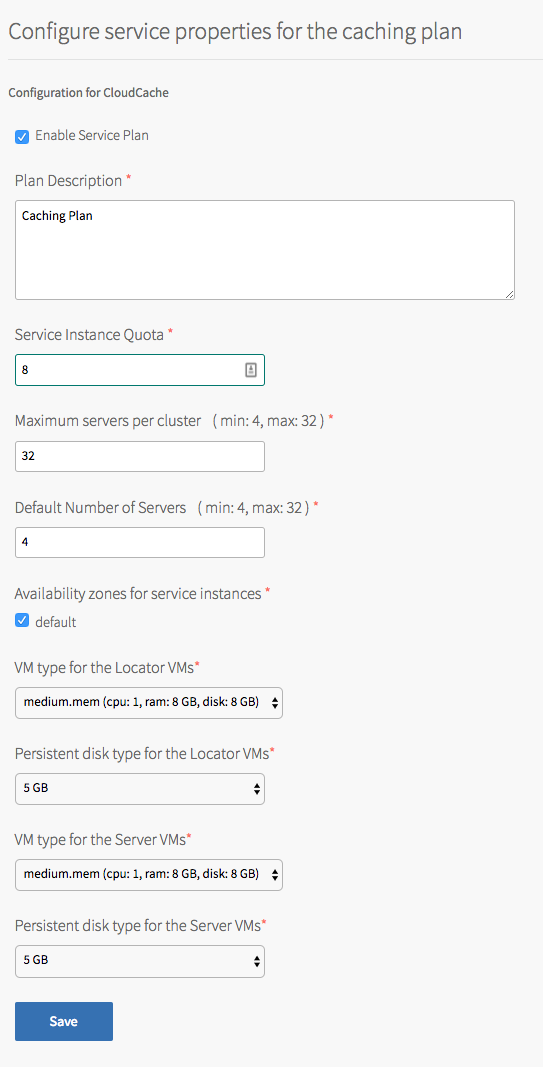 Configure service properties for the caching plan
Configuration for CloudCache
Enable Service Plan
Plan Description *
Caching Plan
Service Instance Quota *
8
Maximum servers per cluster ( min: 4, max: 32 ) *
32
Default Number of Servers ( min: 4, max: 32 ) *
4
Availability zones for service instances *
default
VM type for the Locator VMs*
medium.mem (cpu: 1, ram: 8 GB, disk: 8 GB)
Persistent disk type for the Locator VMs*
5 GB
VM type for the Server VMs*
medium.mem (cpu: 1, ram: 8 GB, disk: 8 GB)
Persistent disk type for the Server VMs*
5 GB
Save